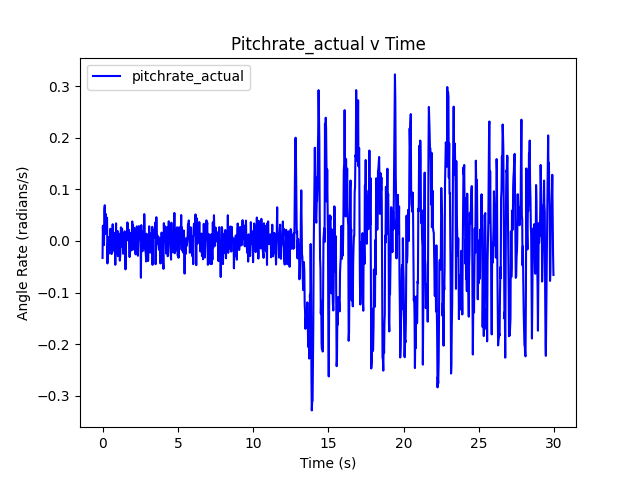 Pitchrate_actual v Time
pitchrate_actual
Angle Rate (radians/s)
0.3
0.2
0.1
0.0
−0.1
−0.2
−0.3
0 5 10 15 20 25 30
Time (s)